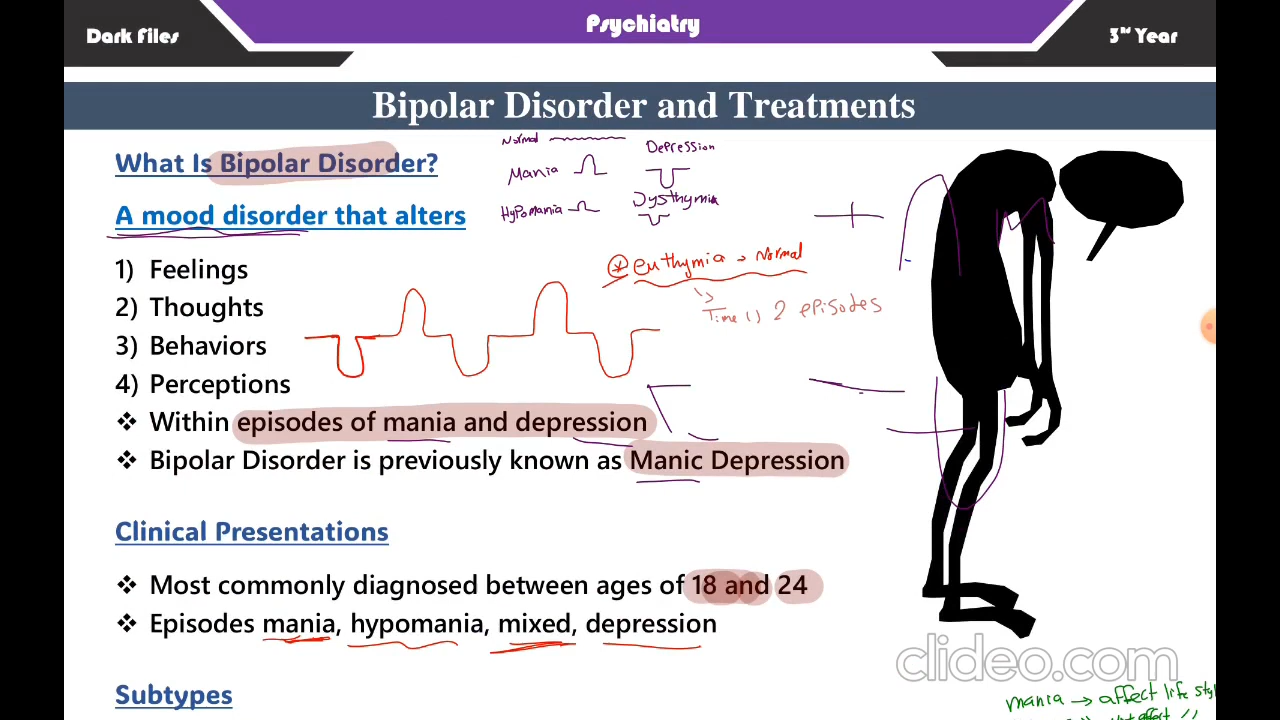 Dark Files
Psychiatry
3rd Year
Bipolar Disorder and Treatments
What Is Bipolar Disorder?
Normal
Depression
Mania
HyPomania
Dysthymia
A mood disorder that alters
euthymia → Normal
Time 2 ePisodes
1) Feelings
2) Thoughts
3) Behaviors
4) Perceptions
❖ Within episodes of mania and depression
❖ Bipolar Disorder is previously known as Manic Depression
Clinical Presentations
❖ Most commonly diagnosed between ages of 18 and 24
❖ Episodes mania, hypomania, mixed, depression
clideo.com
Subtypes
mania → affect life